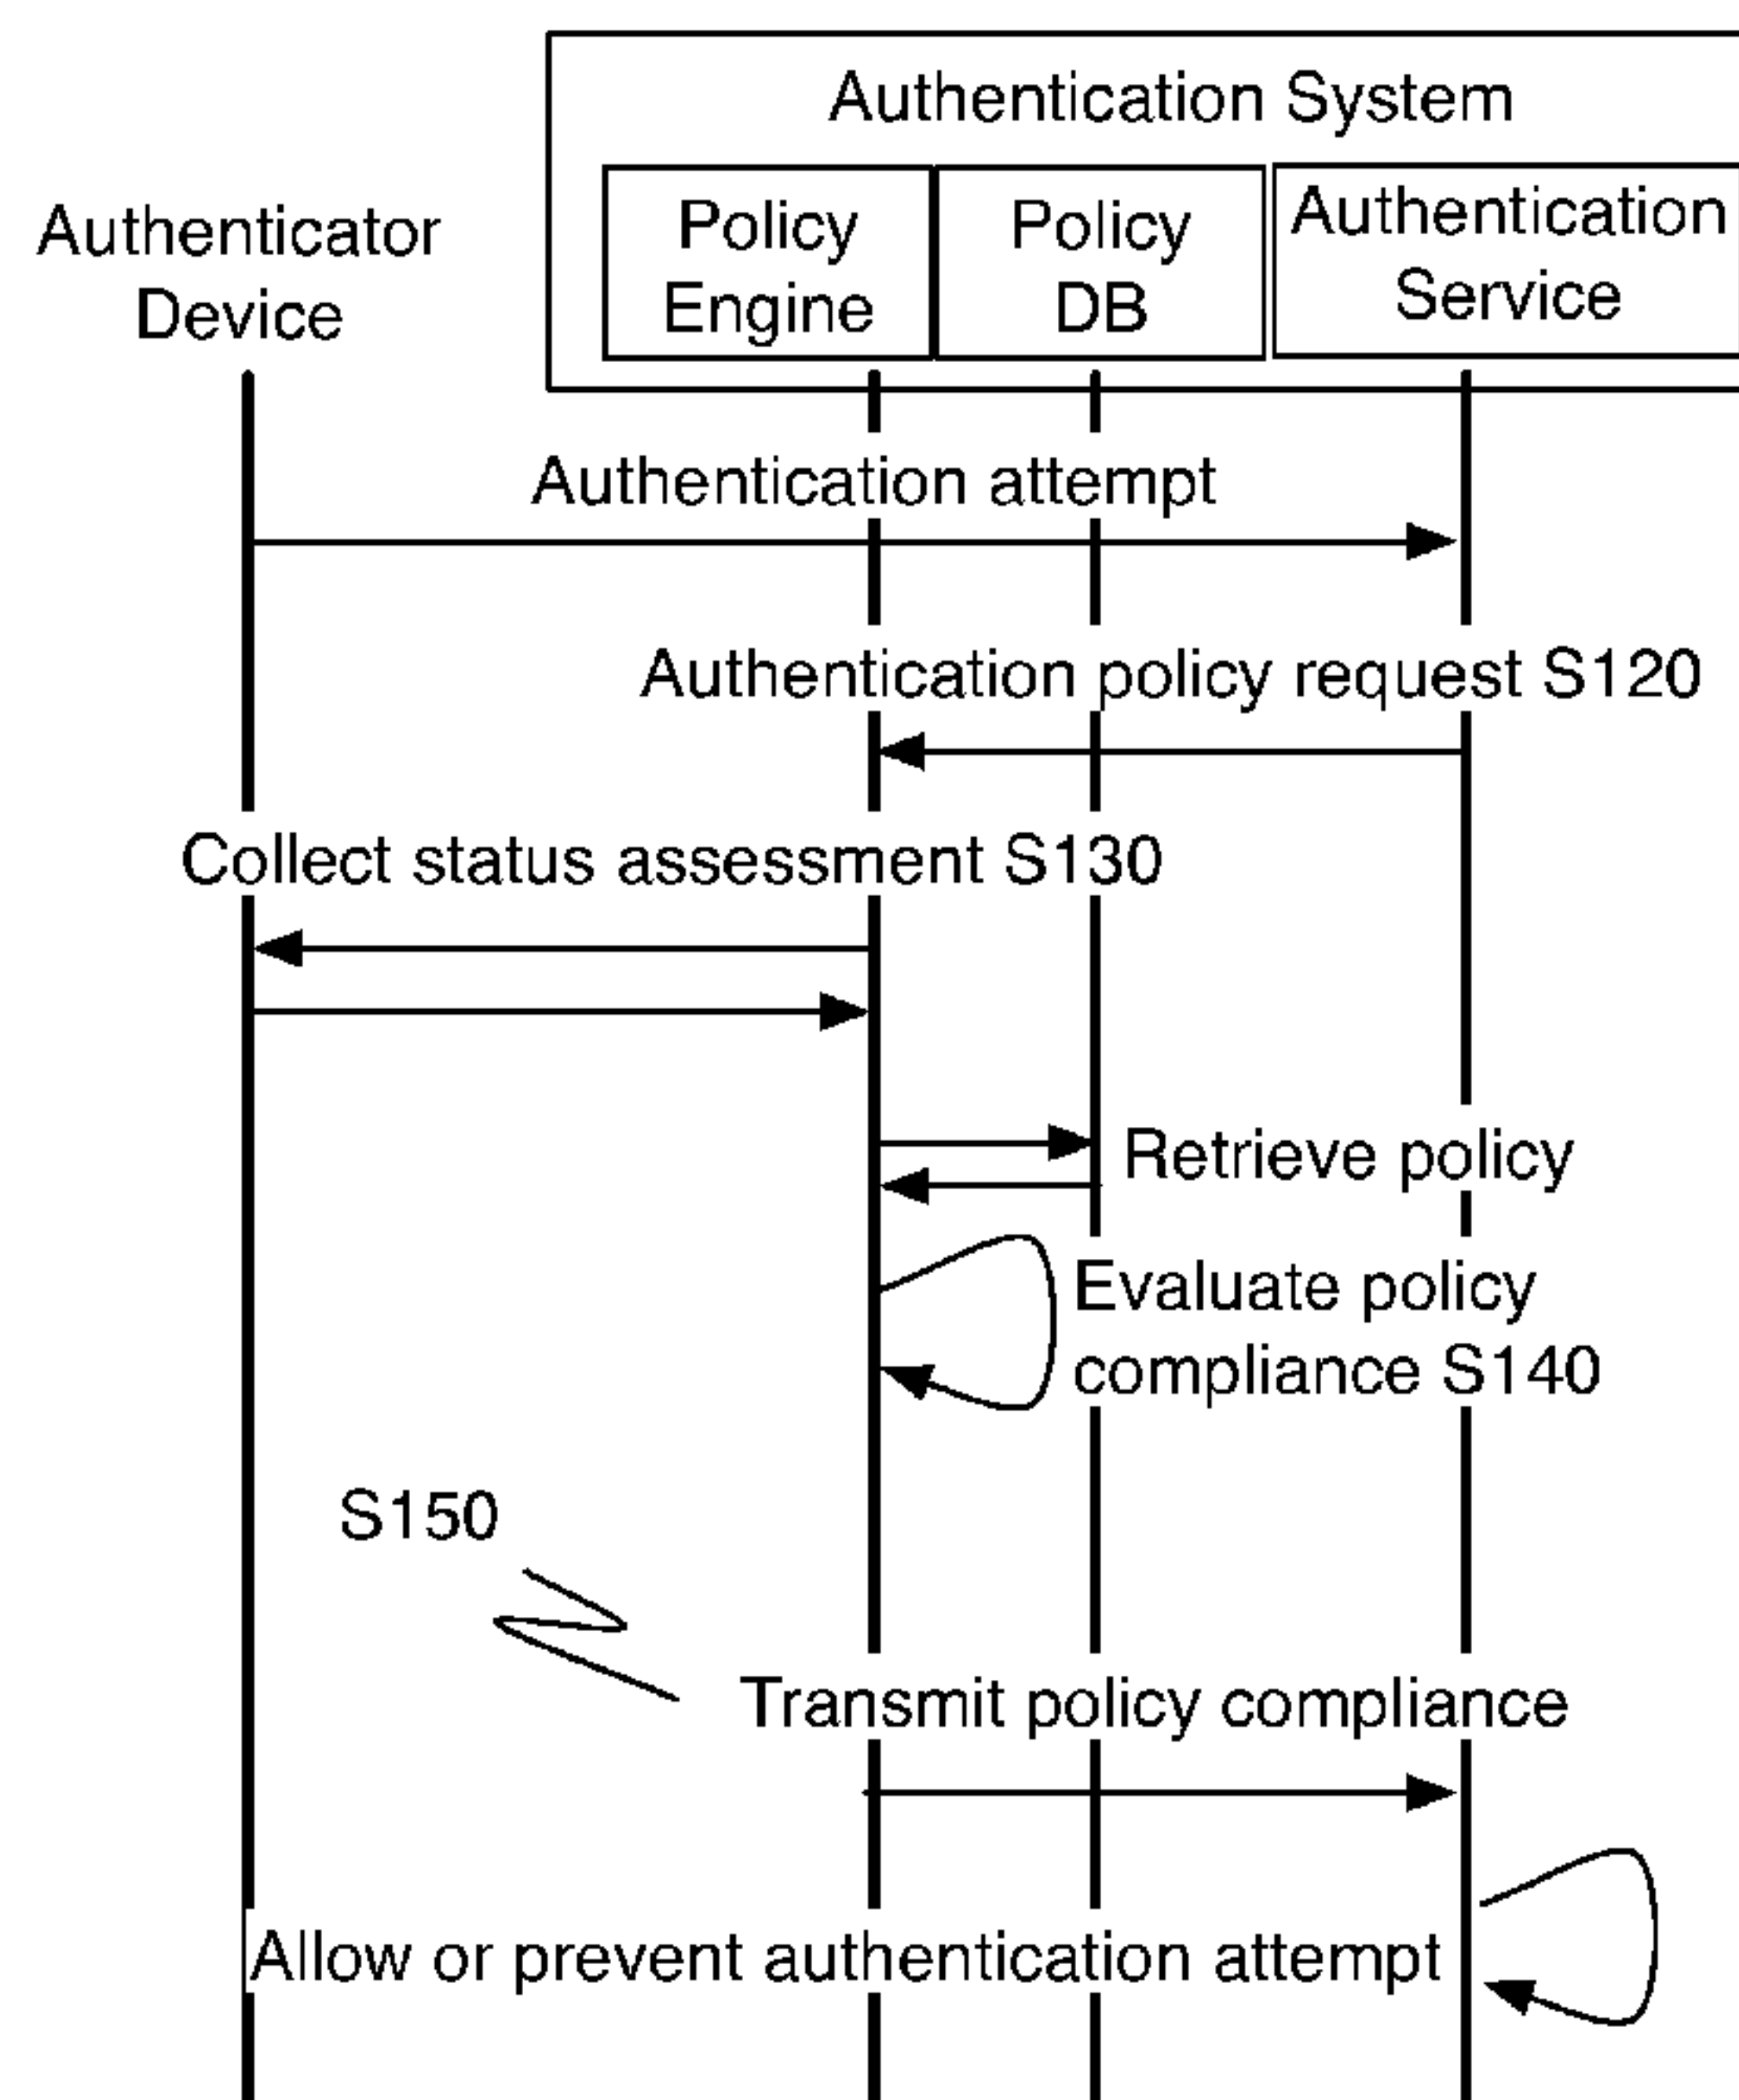 Authentication System
Authenticator
Device
Policy
Engine
Policy
DB
Authentication
Service
Authentication attempt
Authentication policy request S120
Collect status assessment S130
Retrieve policy
Evaluate policy
compliance S140
S150
Transmit policy compliance
Allow or prevent authentication attempt